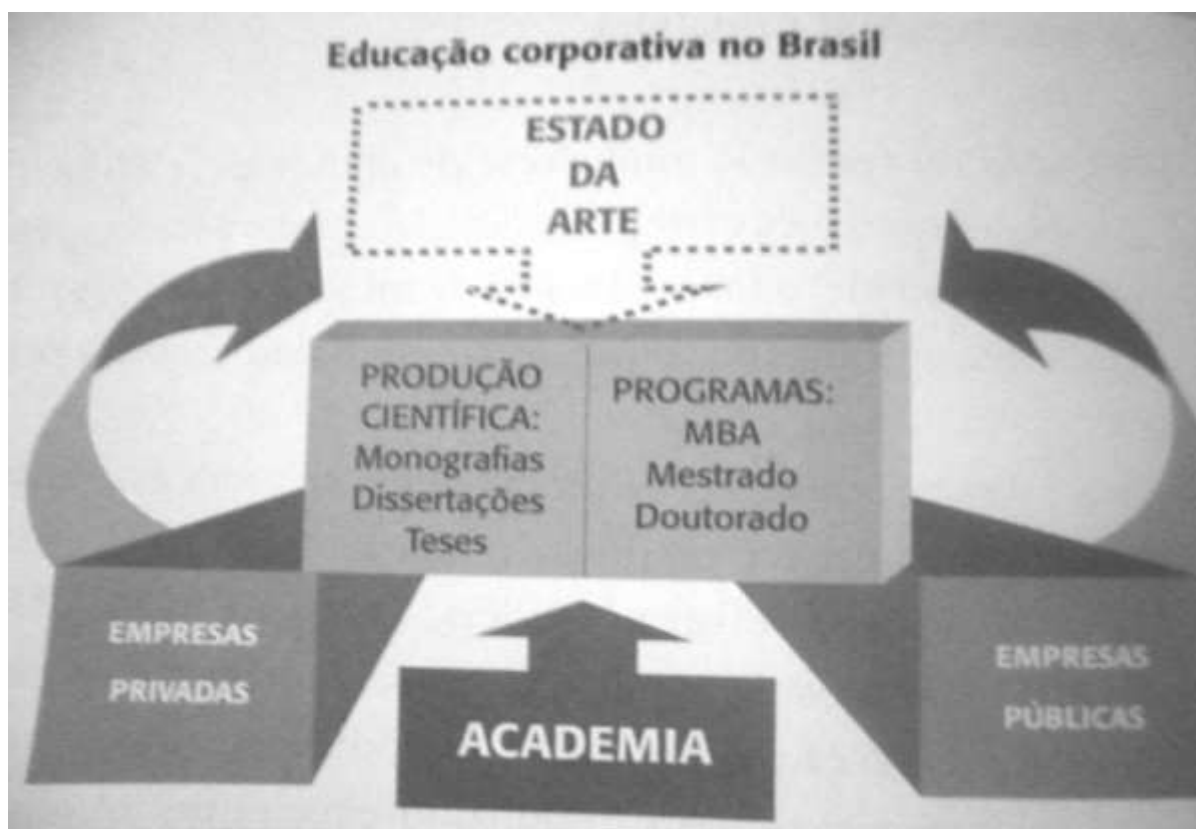 Educação corporativa no Brasil
ESTADO
DA
ARTE
PRODUÇÃO
CIENTÍFICA:
Monografias
Dissertações
Teses
PROGRAMAS:
MBA
Mestrado
Doutorado
EMPRESAS
PRIVADAS
ACADEMIA
EMPRESAS
PÚBLICAS